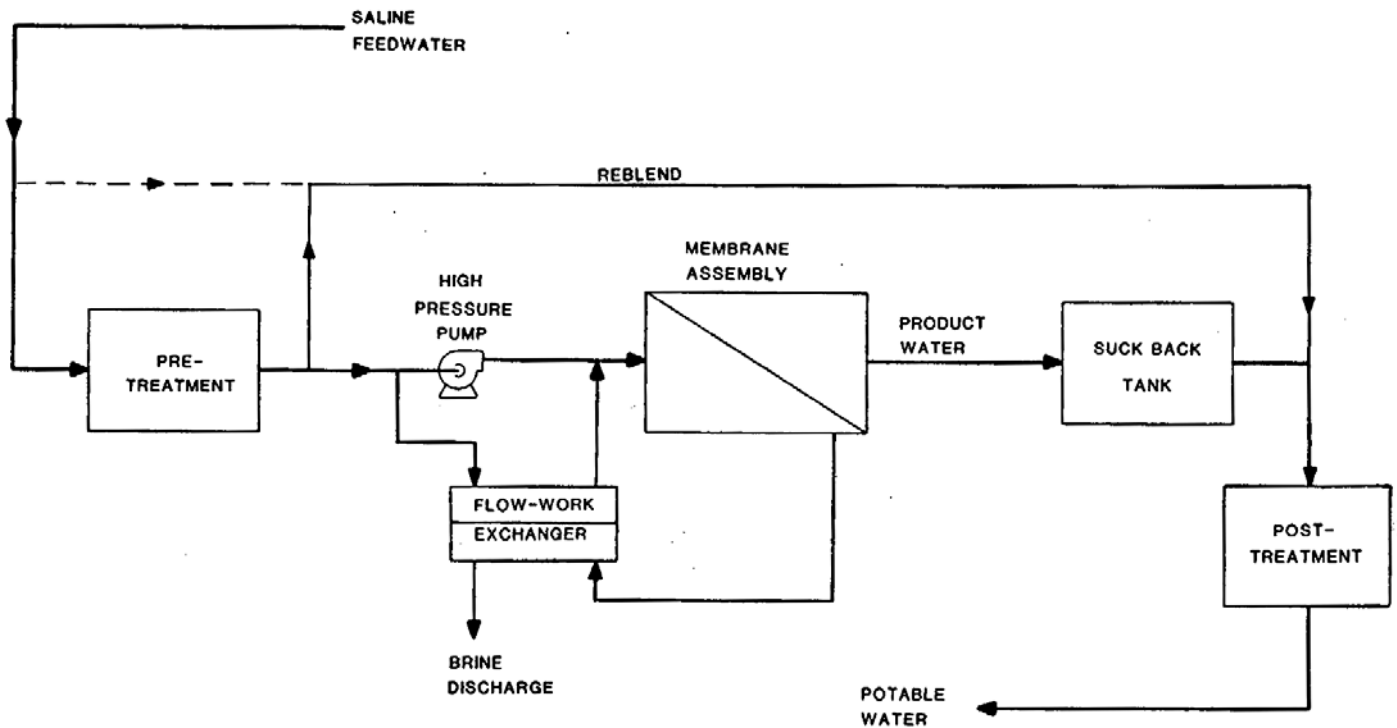 SALINE
FEEDWATER
REBLEND
MEMBRANE
ASSEMBLY
HIGH
PRESSURE
PUMP
PRODUCT
WATER
PRE-
TREATMENT
SUCK BACK
TANK
FLOW-WORK
EXCHANGER
POST-
TREATMENT
BRINE
DISCHARGE
POTABLE
WATER